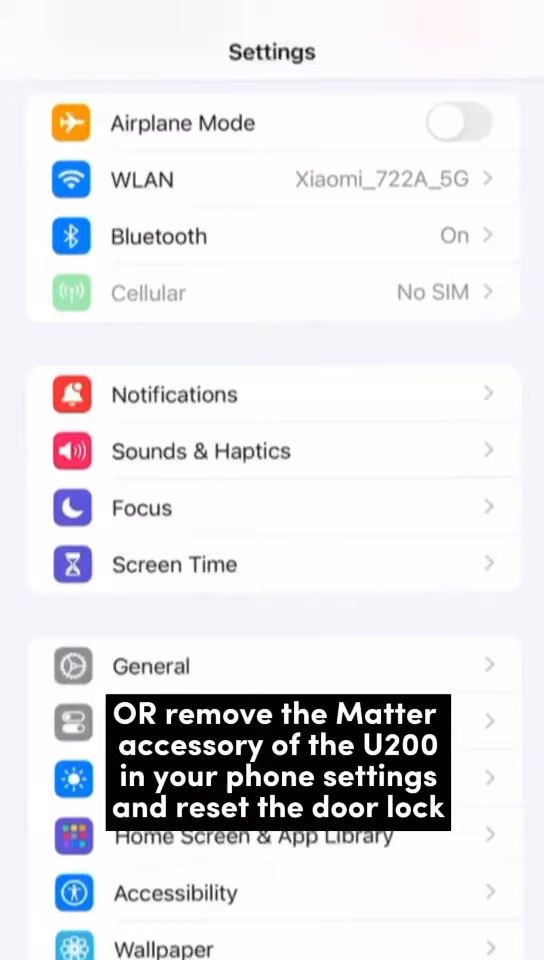 Settings
Airplane Mode
WLAN Xiaomi_722A_5G
Bluetooth On
Cellular No SIM
Notifications
Sounds & Haptics
Focus
Screen Time
General
OR remove the Matter
accessory of the U200
in your phone settings
and reset the door lock
Home Screen & App Library
Accessibility
Wallpaper